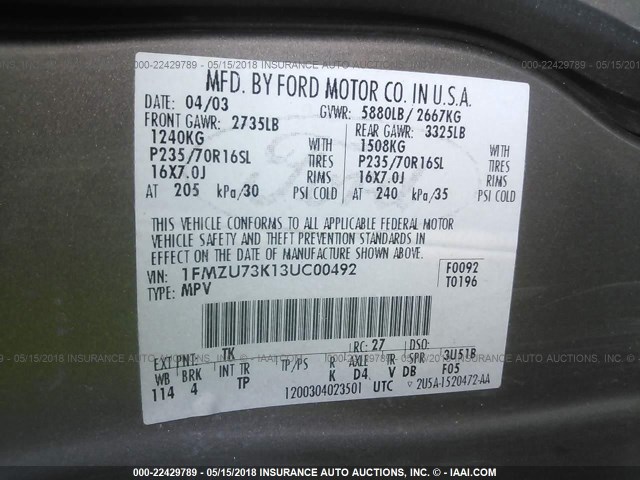 000-22429789 - 05/15/2018 INSURANCE AUTO AUCTIONS © - IAAI.COM
MFD. BY FORD MOTOR CO. IN U.S.A.
DATE: 04/03 GVWR: 5880LB/ 2667KG
FRONT GAWR: 2735LB REAR GAWR: 3325LB
1240KG WITH 1508KG WITH
P235/70R16SL TIRES P235/70R16SL TIRES
16X7.0J RIMS 16X7.0J RIMS
AT 205 kPa/30 PSI COLD AT 240 kPa/35 PSI COLD
THIS VEHICLE CONFORMS TO ALL APPLICABLE FEDERAL MOTOR
VEHICLE SAFETY AND THEFT PREVENTION STANDARDS IN
EFFECT ON THE DATE OF MANUFACTURE SHOWN ABOVE.
VIN: 1FMZU73K13UC00492 F0092
TYPE: MPV T0196
EXT PNT: TK RC: 27 DSO:
WB BRK INT TR TP/PS R AXLE TR SPR 3U518
114 4 TP K D4 V DB F05
1200304023501 UTC ▽ 2U5A-1520472-AA
000-22429789 - 05/15/2018 INSURANCE AUTO AUCTIONS © - IAAI.COM